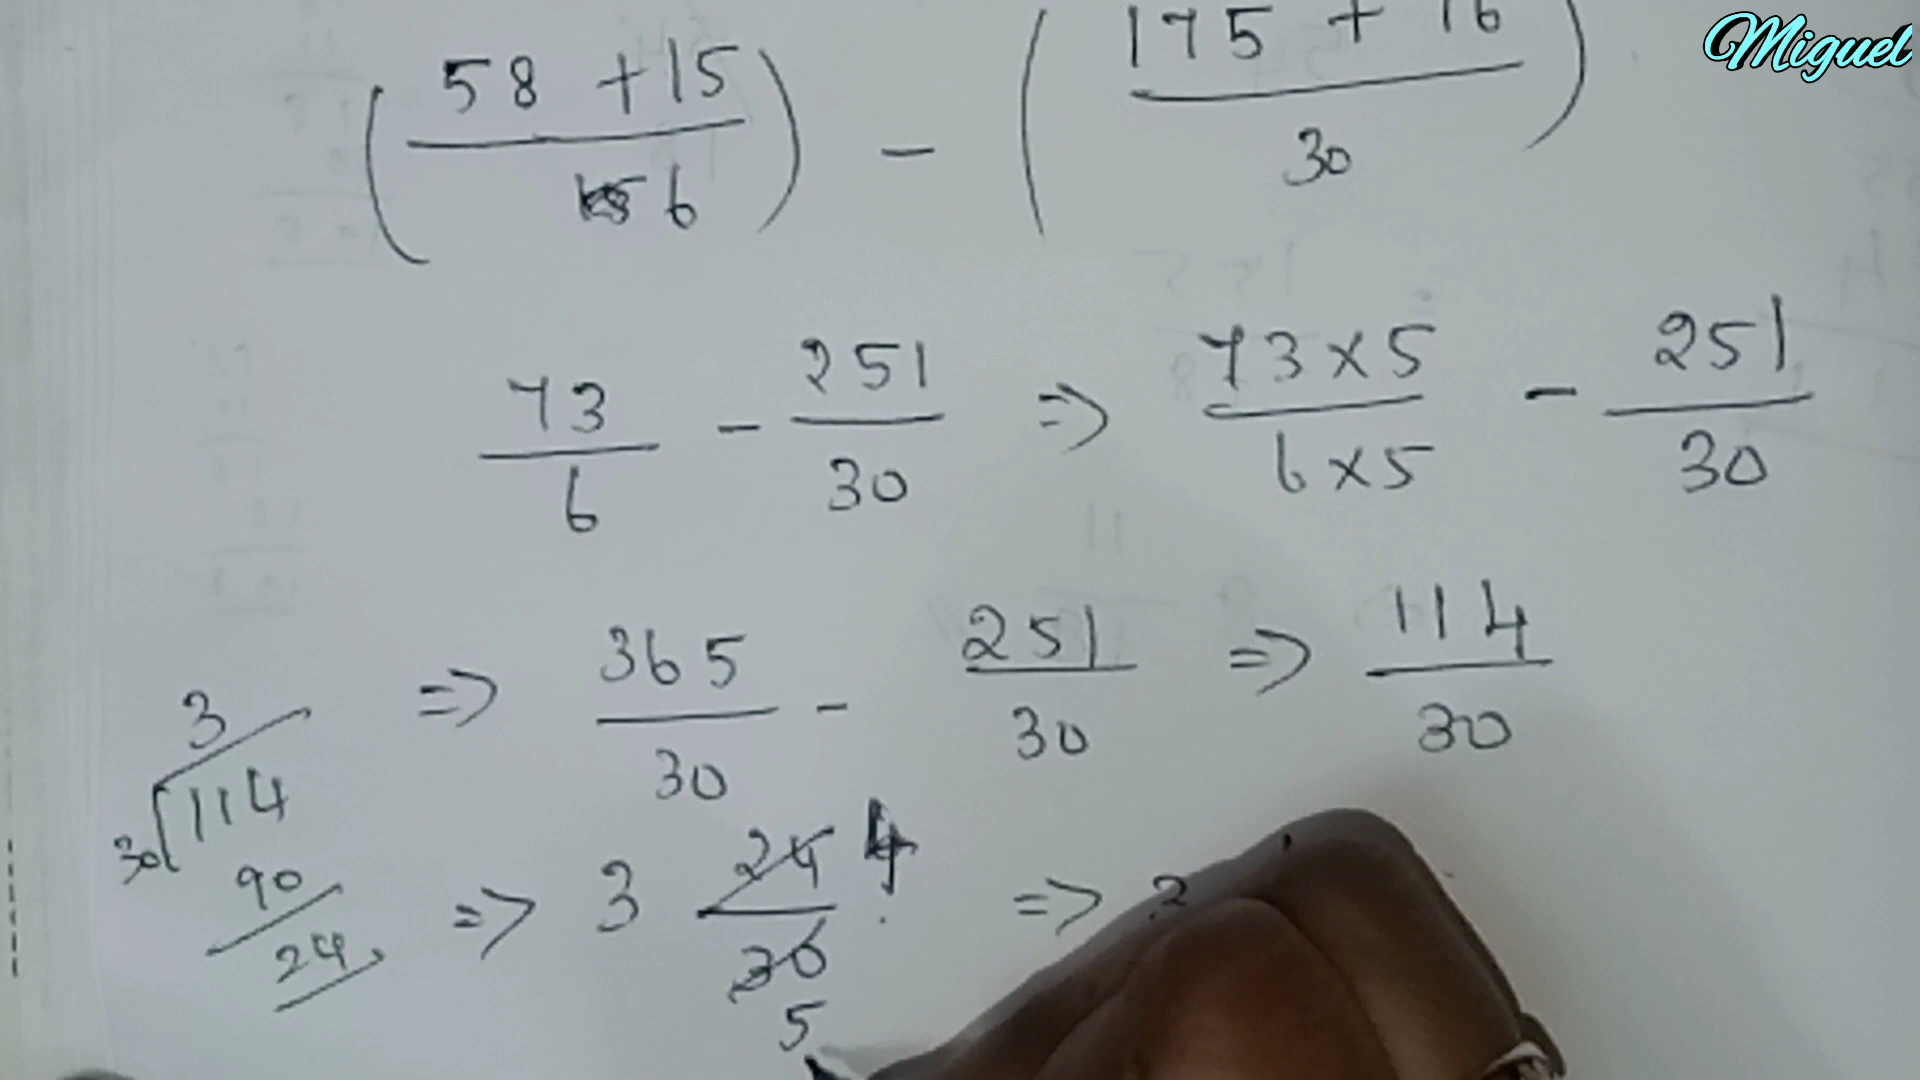 Miguel
( 58 + 15 / 6 ) - ( 175 + 76 / 30 )
73/6 - 251/30 => 73 x 5 / 6 x 5 - 251/30
=> 365/30 - 251/30 => 114/30
3
30 114
90
24
=> 3 24/30 4
5
=>